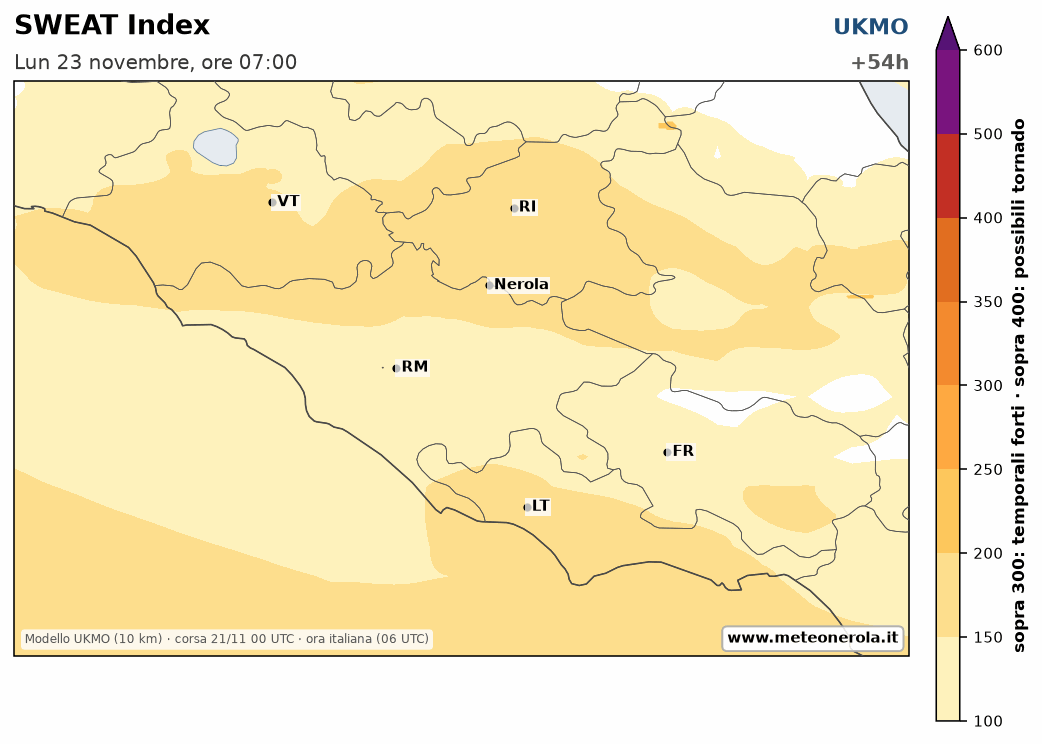 SWEAT Index
UKMO
Lun 23 novembre, ore 07:00
+54h
VT
RI
Nerola
RM
FR
LT
Modello UKMO (10 km) · corsa 21/11 00 UTC · ora italiana (06 UTC)
www.meteonerola.it
600
500
400
350
300
250
200
150
100
sopra 300: temporali forti · sopra 400: possibili tornado